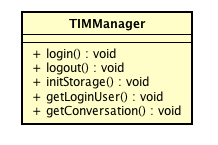 TIMManager
+ login() : void
+ logout() : void
+ initStorage() : void
+ getLoginUser() : void
+ getConversation() : void